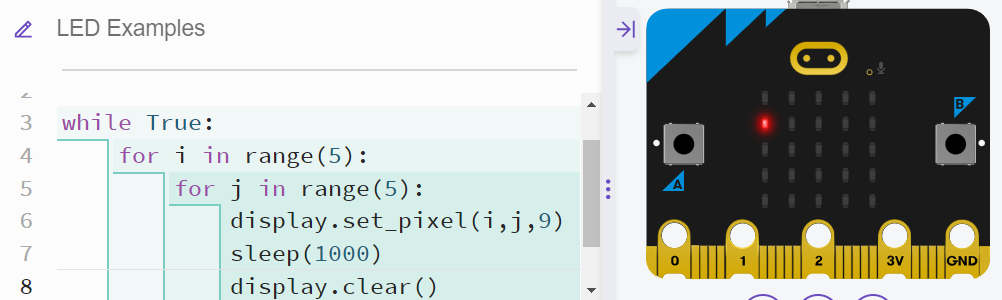 LED Examples
3 while True:
4 for i in range(5):
5 for j in range(5):
6 display.set_pixel(i,j,9)
7 sleep(1000)
8 display.clear()
B
A
0 1 2 3V GND